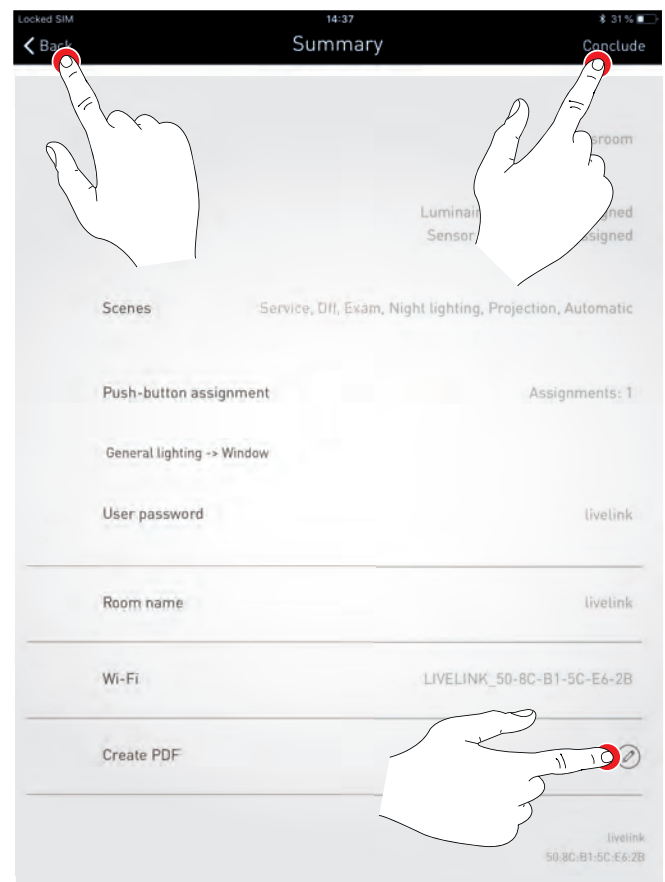 Locked SIM 14:37 31 %
Back Summary Conclude
Scenes Service, Off, Exam, Night lighting, Projection, Automatic
Push-button assignment Assignments: 1
General lighting -> Window
User password livelink
Room name livelink
Wi-Fi LIVELINK_50-8C-B1-5C-E6-2B
Create PDF
livelink
50:8C:B1:5C:E6:2B